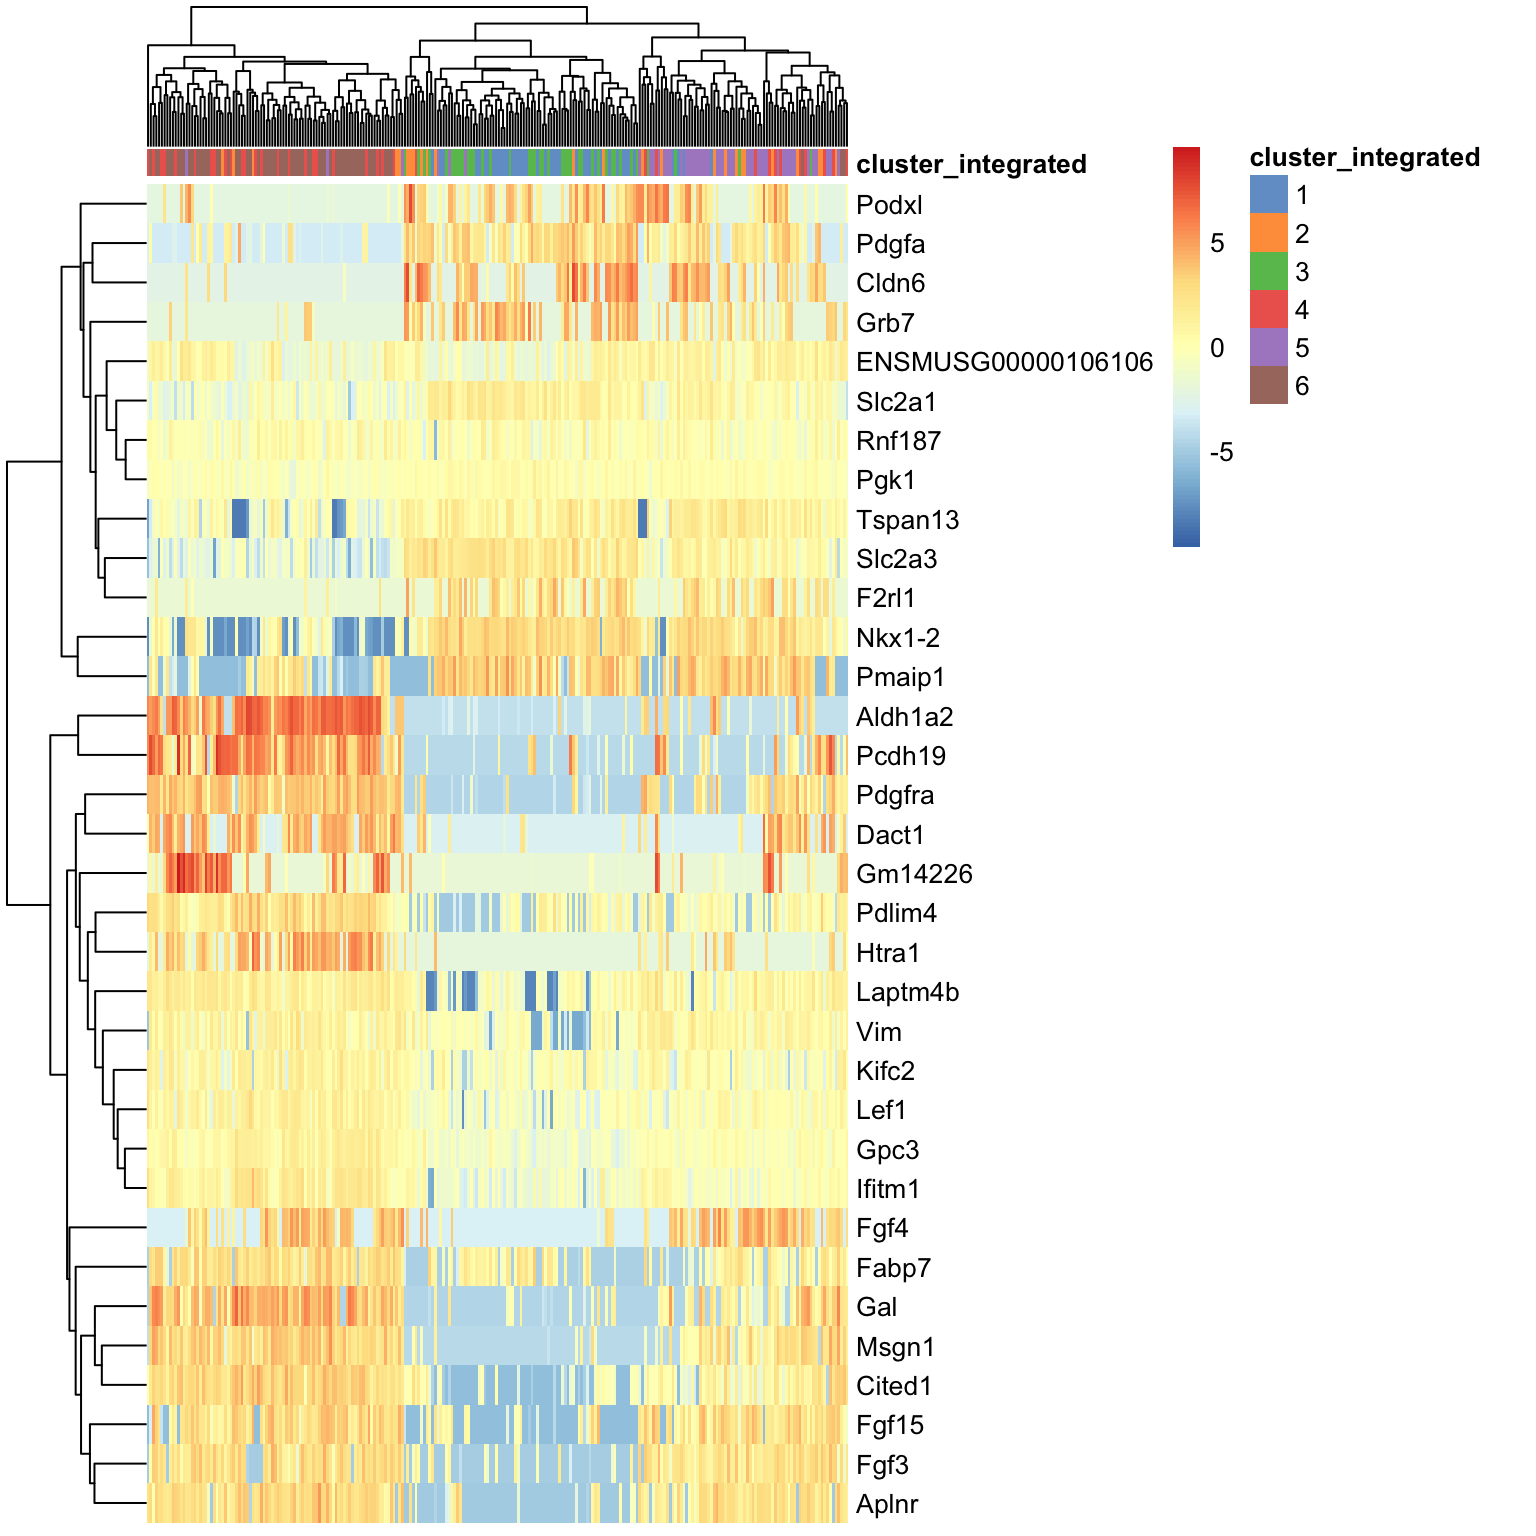 cluster_integrated
Podxl
Pdgfa
Cldn6
Grb7
ENSMUSG00000106106
Slc2a1
Rnf187
Pgk1
Tspan13
Slc2a3
F2rl1
Nkx1-2
Pmaip1
Aldh1a2
Pcdh19
Pdgfra
Dact1
Gm14226
Pdlim4
Htra1
Laptm4b
Vim
Kifc2
Lef1
Gpc3
Ifitm1
Fgf4
Fabp7
Gal
Msgn1
Cited1
Fgf15
Fgf3
Aplnr
5
0
-5
cluster_integrated
1
2
3
4
5
6